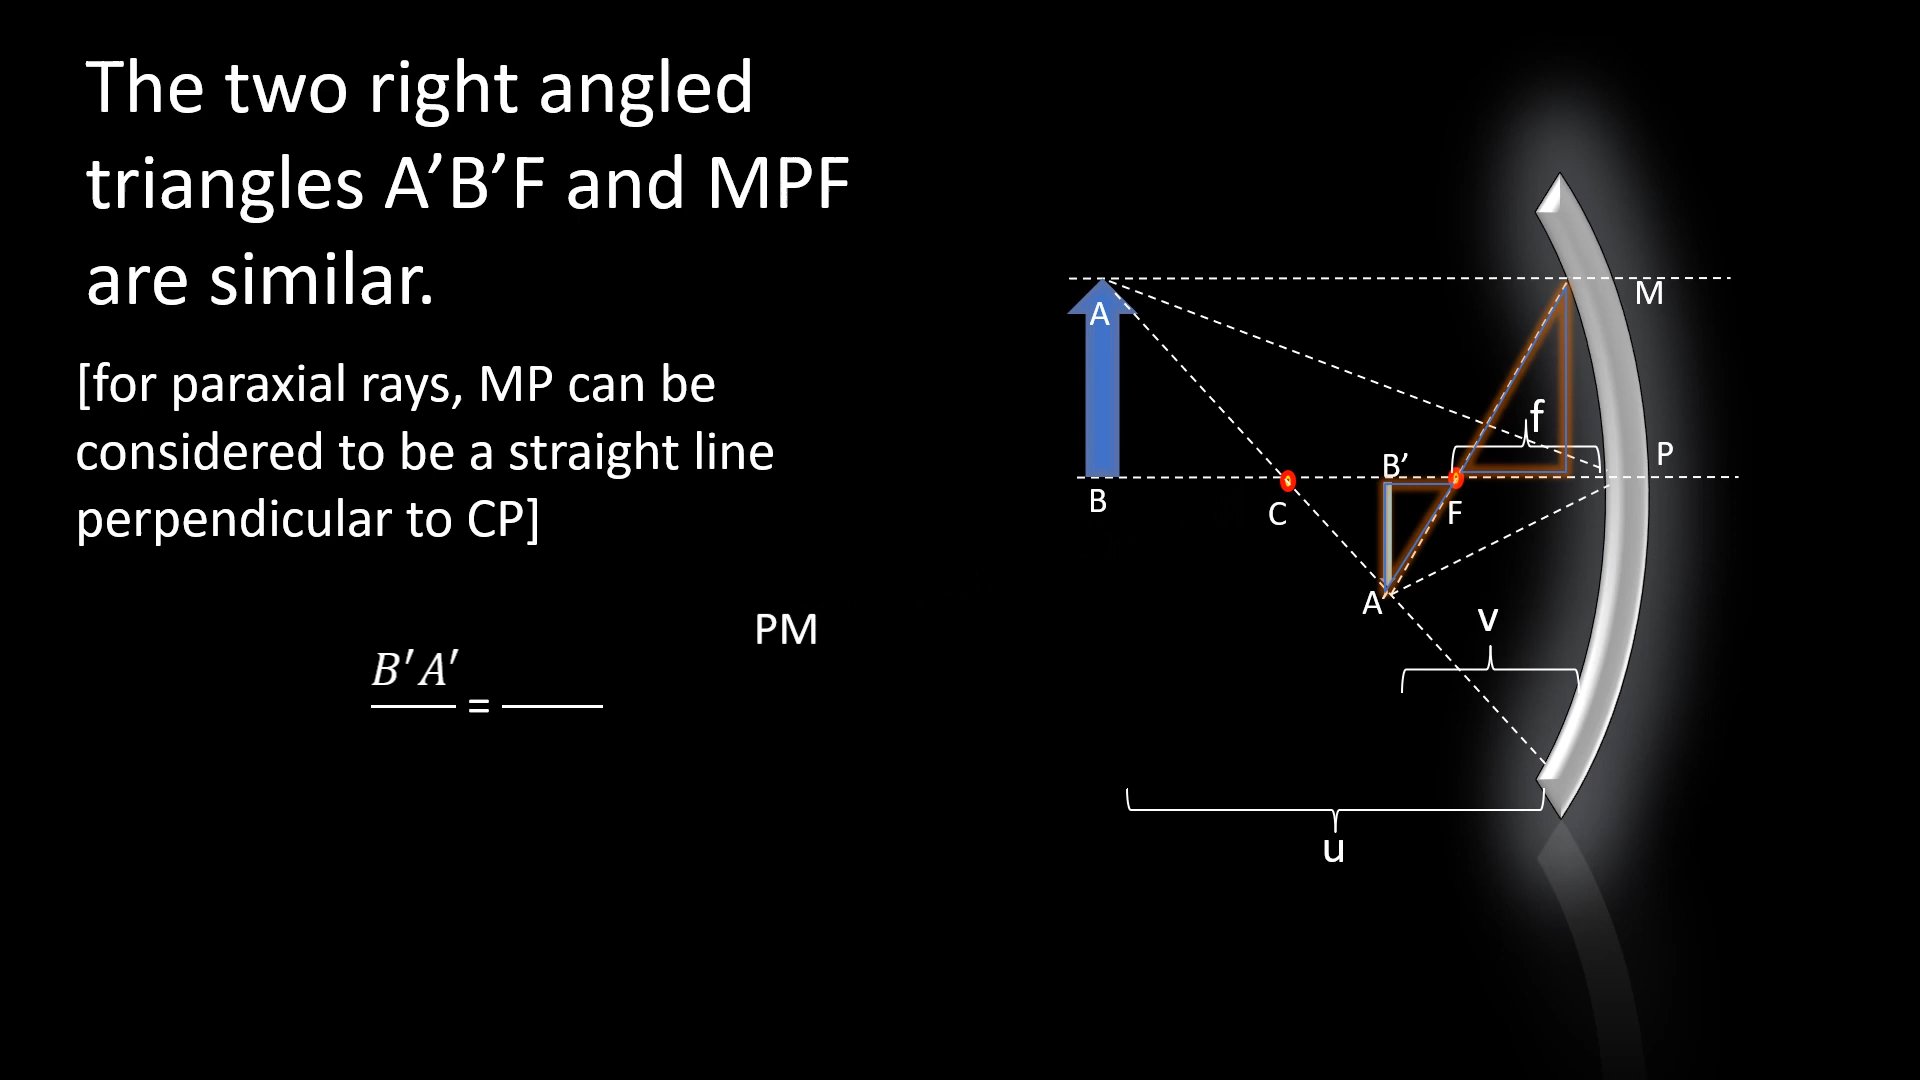 The two right angled
triangles A’B’F and MPF
are similar.
[for paraxial rays, MP can be
considered to be a straight line
perpendicular to CP]
PM
B′A′
=
A
M
f
B’
P
B
C
F
A’
v
u